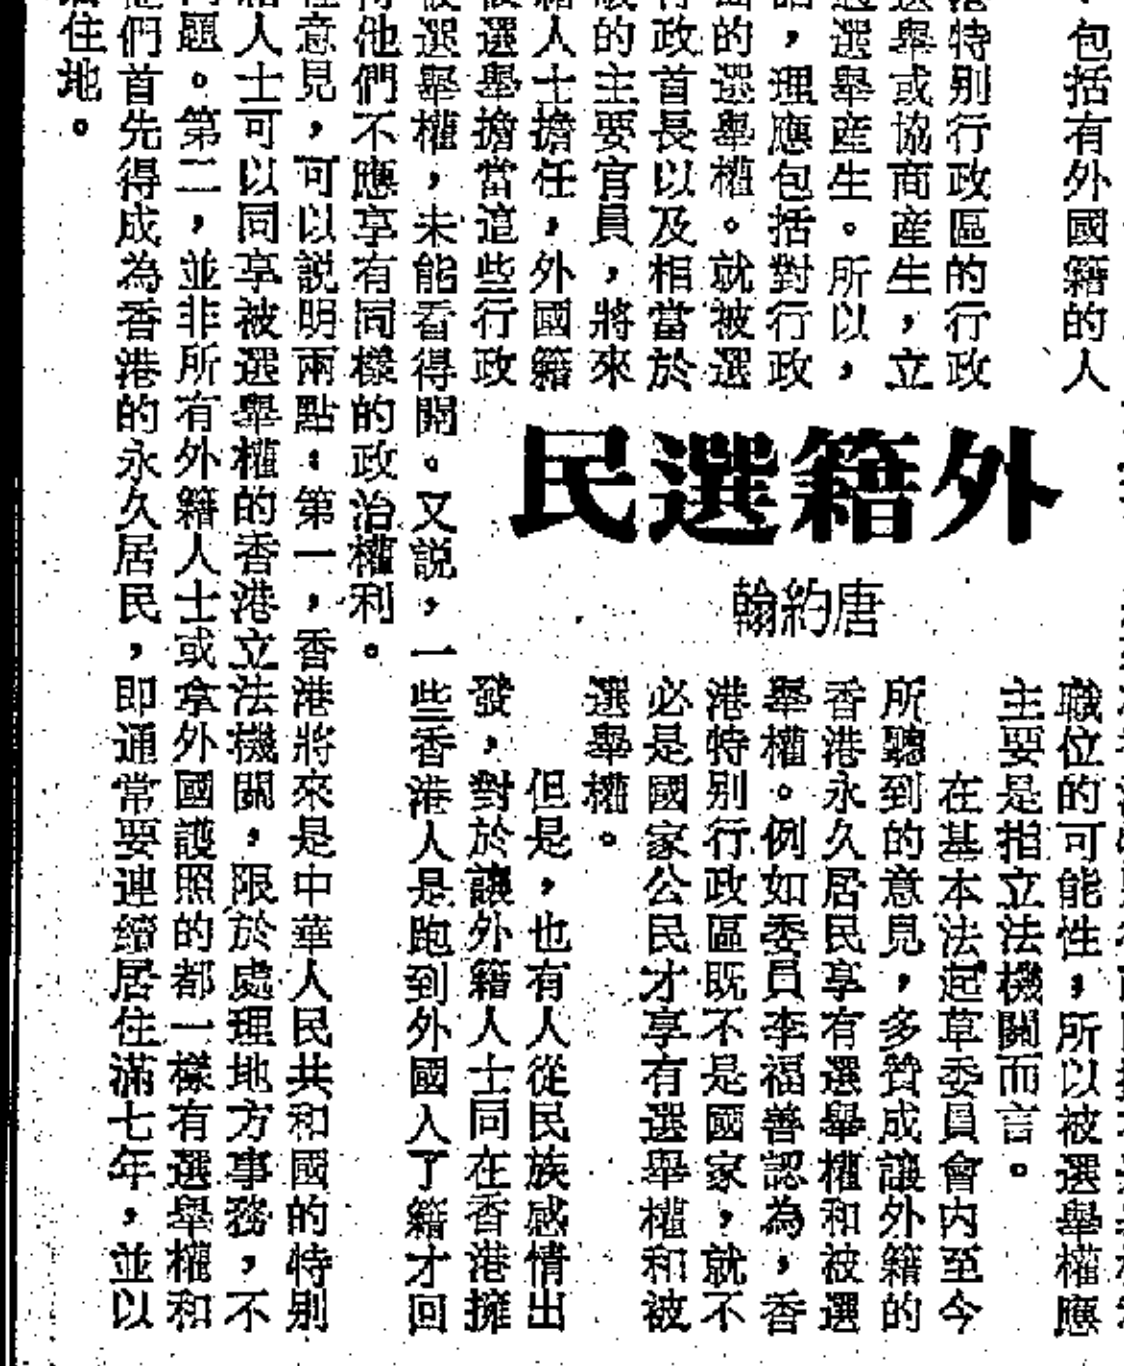 包括有外國籍的人
特別行政區的行政
選舉或協商產生，立
選舉產生。所以，
，理應包括對行政
的選舉權。就被選
行政首長以及相當於
的主要官員，將來
人士擔任，外國籍
被選舉擔當這些行政
外籍選民
唐約翰
職位的可能性，所以被選舉權應
主要是指立法機關而言。
在基本法起草委員會內至今
所聽到的意見，多贊成讓外籍的
香港永久居民享有選舉權和被選
舉權。例如委員李福善認為，香
港特別行政區既不是國家，就不
必是國家公民才享有選舉權和被
選舉權。
但是，也有人從民族感情出
發，對於讓外籍人士同在香港擁
被選舉權，未能看得開。又説，一些香港人是跑到外國入了籍才回
他們不應享有同樣的政治權利。
意見，可以説明兩點：第一，香港將來是中華人民共和國的特別
人士可以同享被選舉權的香港立法機關，限於處理地方事務，不
問題。第二，並非所有外籍人士或拿外國護照的都一樣有選舉權和
他們首先得成為香港的永久居民，即通常要連續居住滿七年，並以
住地。